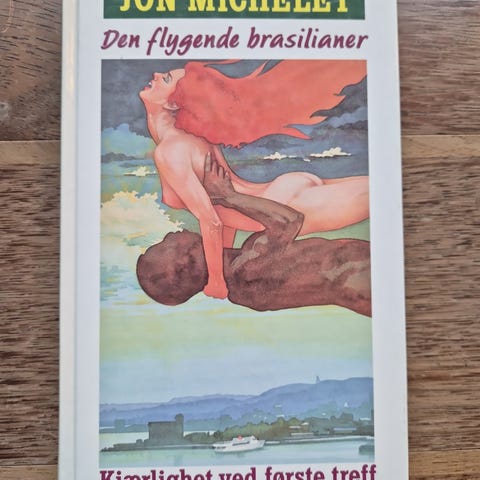 JON MICHELET
Den flygende brasilianer
Kjærlighet ved første treff